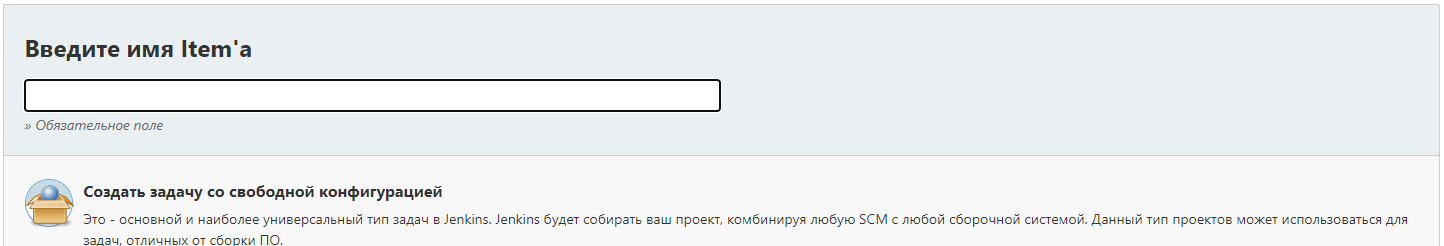 Введите имя Item'а
» Обязательное поле
Создать задачу со свободной конфигурацией
Это - основной и наиболее универсальный тип задач в Jenkins. Jenkins будет собирать ваш проект, комбинируя любую SCM с любой сборочной системой. Данный тип проектов может использоваться для
задач, отличных от сборки ПО.